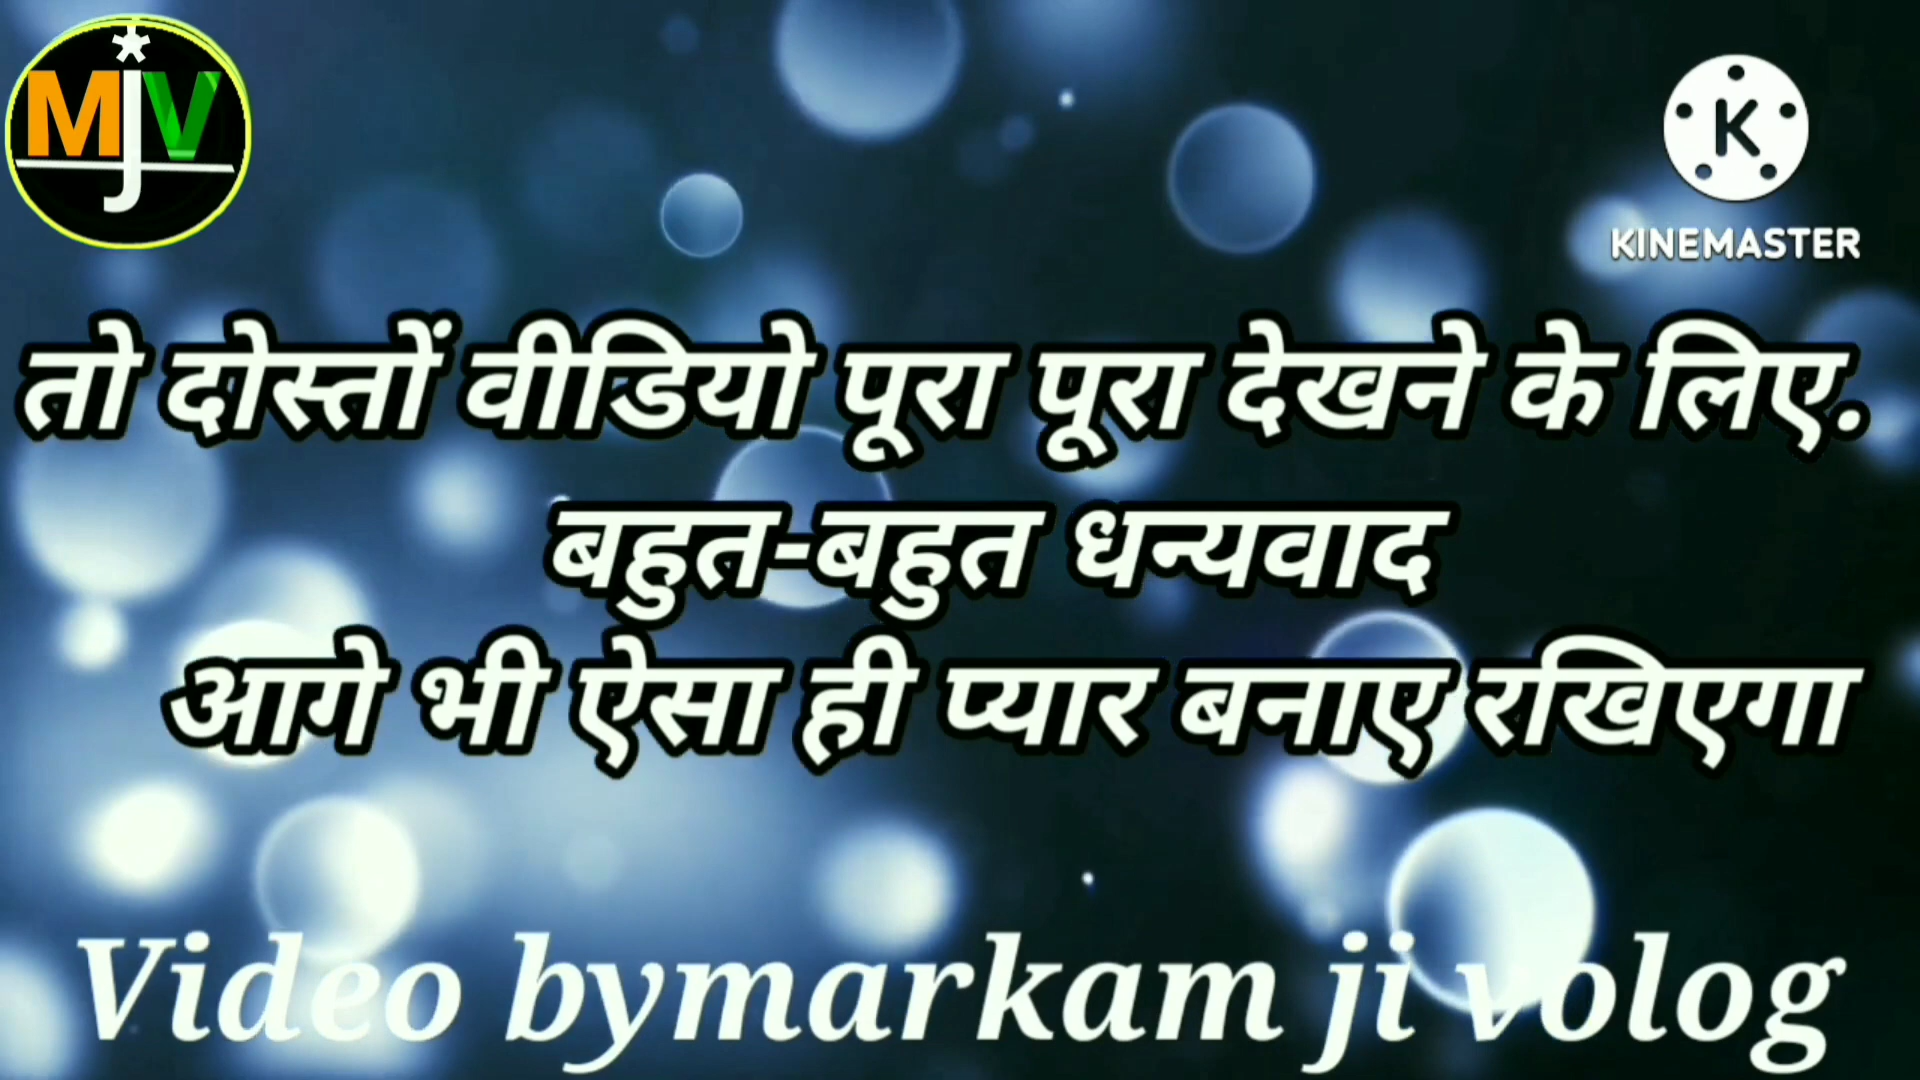 MjV
K
KINEMASTER
तो दोस्तों वीडियो पूरा पूरा देखने के लिए.
बहुत-बहुत धन्यवाद
आगे भी ऐसा ही प्यार बनाए रखिएगा
Video bymarkam ji volog